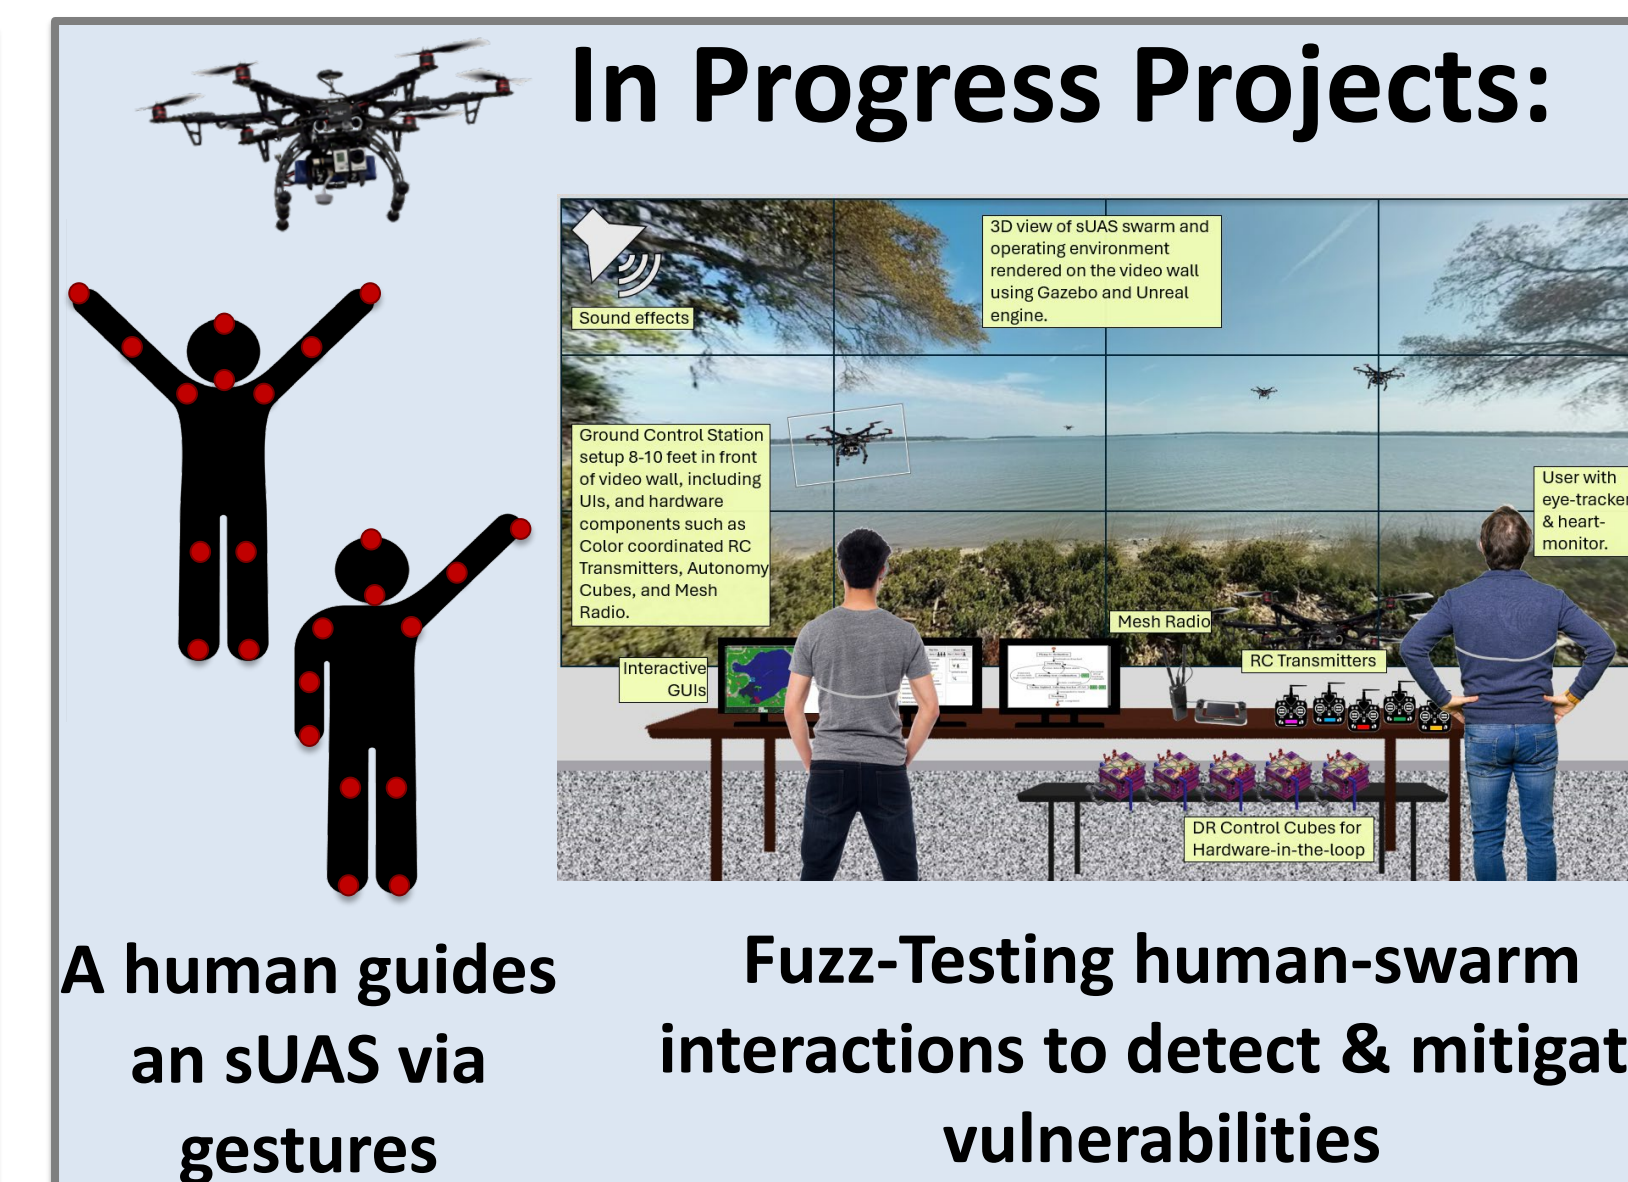 In Progress Projects:
Sound effects
3D view of sUAS swarm and
operating environment
rendered on the video wall
using Gazebo and Unreal
engine.
Ground Control Station
setup 8-10 feet in front
of video wall, including
UIs, and hardware
components such as
Color coordinated RC
Transmitters, Autonomy
Cubes, and Mesh
Radio.
User with
eye-tracker
& heart-
monitor.
Interactive
GUIs
Mesh Radio
RC Transmitters
DR Control Cubes for
Hardware-in-the-loop
A human guides
an sUAS via
gestures
Fuzz-Testing human-swarm
interactions to detect & mitigat
vulnerabilities